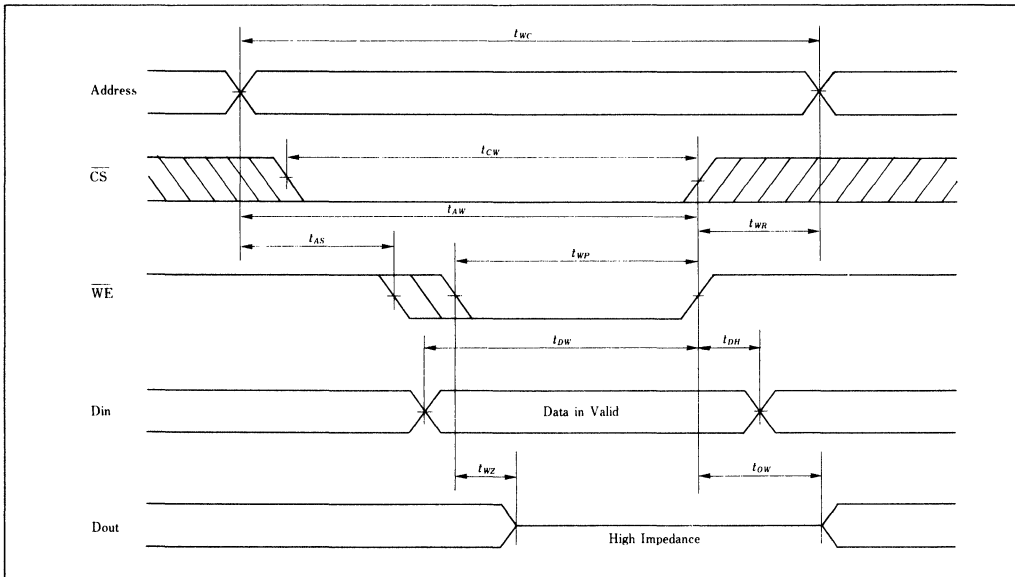 tWC
Address
tCW
CS
tAW
tAS
tWR
tWP
WE
tDW
tDH
Din
Data in Valid
tWZ
tOW
Dout
High Impedance